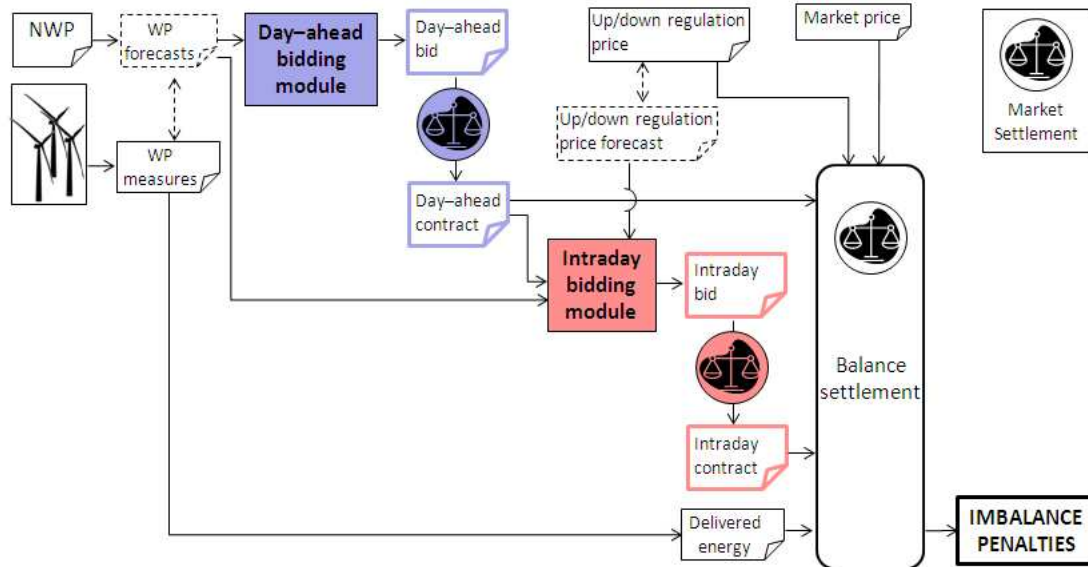 NWP
WP
forecasts
Day–ahead
bidding
module
Day–ahead
bid
Up/down regulation
price
Market price
Market
Settlement
Up/down regulation
price forecast
WP
measures
Day–ahead
contract
Intraday
bidding
module
Intraday
bid
Balance
settlement
Intraday
contract
Delivered
energy
IMBALANCE
PENALTIES